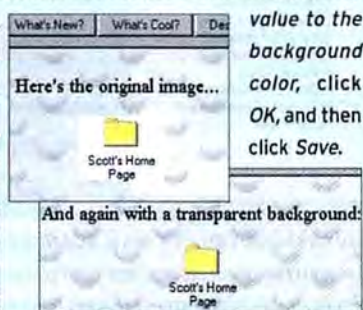 What's New?
What's Cool?
value to the
background
color, click
OK, and then
click Save.
Here's the original image...
Scott's Home
Page
And again with a transparent background:
Scott's Home
Page